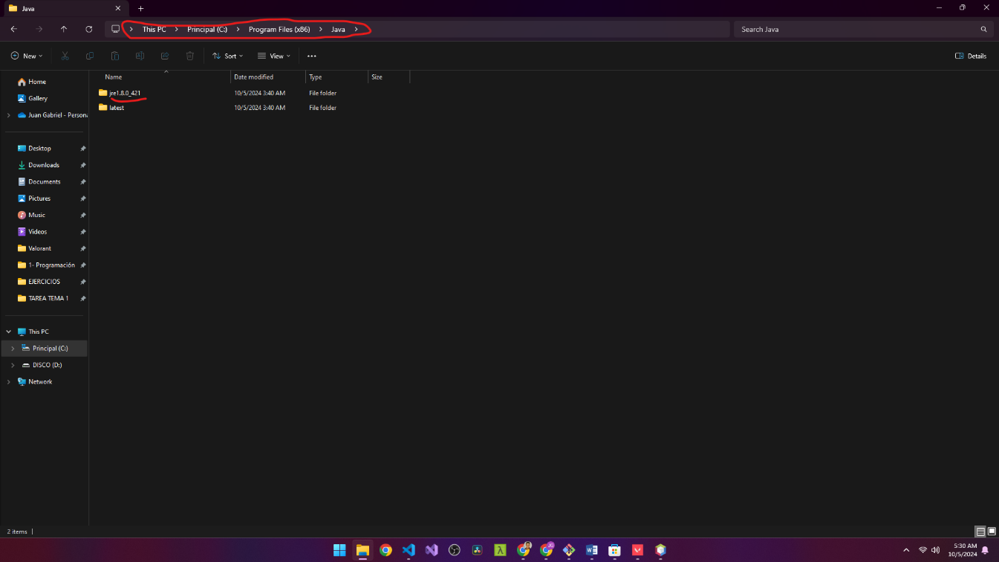 Java
This PC Principal (C:) Program Files (x86) Java
Search Java
New Sort View Details
Name Date modified Type Size
jre1.8.0_421 10/5/2024 3:40 AM File folder
latest 10/5/2024 3:40 AM File folder
Home
Gallery
Juan Gabriel - Persona
Desktop
Downloads
Documents
Pictures
Music
Videos
Valorant
1- Programación
EJERCICIOS
TAREA TEMA 1
This PC
Principal (C:)
DISCO (D:)
Network
2 items
5:30 AM
10/5/2024